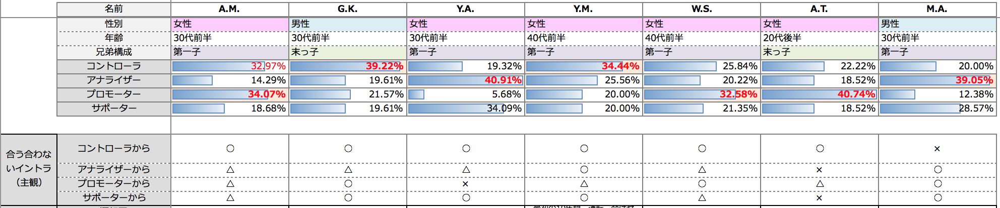 名前 A.M. G.K. Y.A. Y.M. W.S. A.T. M.A.
性別 女性 男性 女性 女性 女性 女性 男性
年齢 30代前半 30代前半 30代前半 40代前半 40代前半 20代後半 30代前半
兄弟構成 第一子 末っ子 第一子 第一子 第一子 末っ子 第一子
コントローラ 32.97% 39.22% 19.32% 34.44% 25.84% 22.22% 20.00%
アナライザー 14.29% 19.61% 40.91% 25.56% 20.22% 18.52% 39.05%
プロモーター 34.07% 21.57% 5.68% 20.00% 32.58% 40.74% 12.38%
サポーター 18.68% 19.61% 34.09% 20.00% 21.35% 18.52% 28.57%
合う合わな
いイントラ
（主観）
コントローラから ○ ○ ○ ○ ○ ○ ×
アナライザーから △ △ △ ○ △ × ○
プロモーターから △ ○ × △ ○ △ ○
サポーターから △ ○ ○ ○ △ × ○